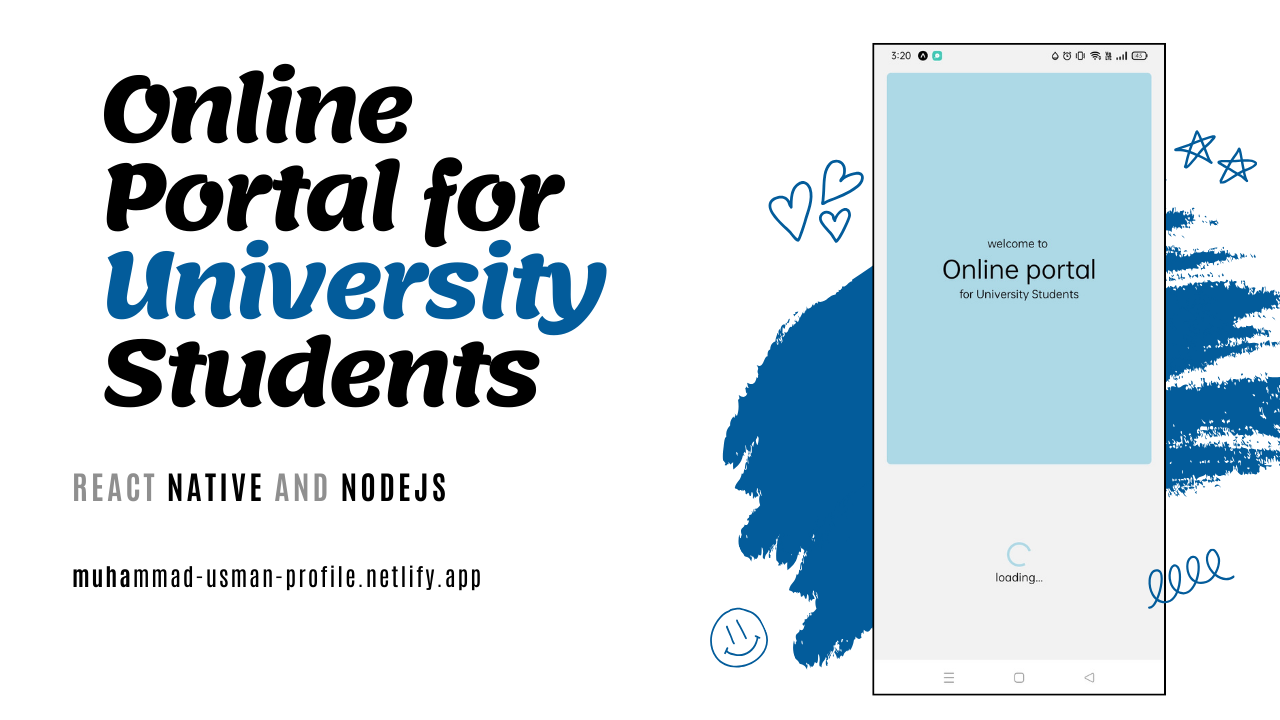 Online
Portal for
University
Students
REACT NATIVE AND NODEJS
muhammad-usman-profile.netlify.app
3:20
welcome to
Online portal
for University Students
loading...